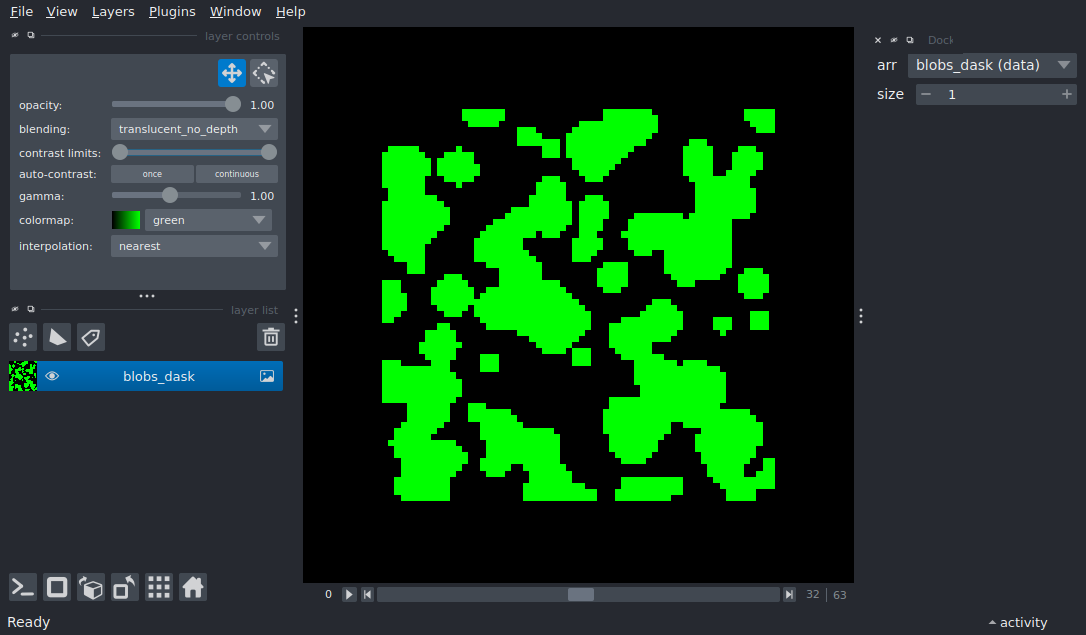 File View Layers Plugins Window Help
layer controls
opacity: 1.00
blending: translucent_no_depth
contrast limits:
auto-contrast: once continuous
gamma: 1.00
colormap: green
interpolation: nearest
layer list
blobs_dask
0 32 63
Dock
arr blobs_dask (data)
size 1
Ready
activity